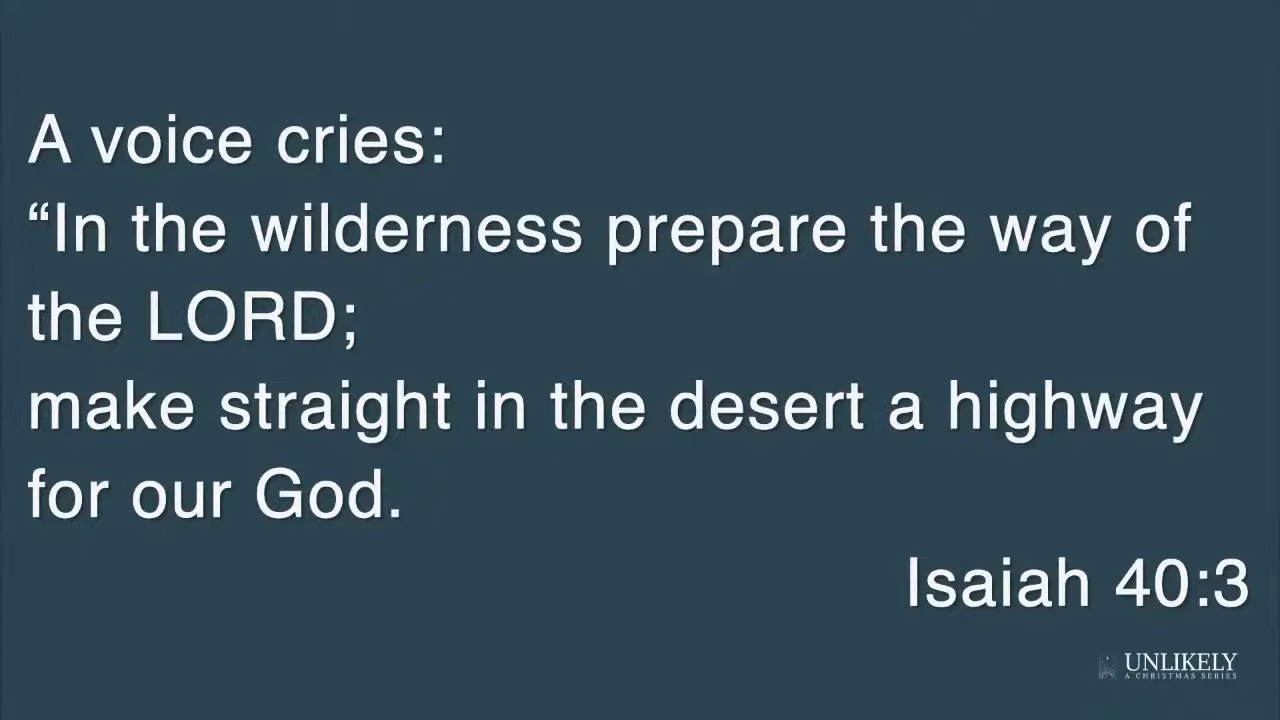 A voice cries:
“In the wilderness prepare the way of
the LORD;
make straight in the desert a highway
for our God.
Isaiah 40:3
UNLIKELY
A CHRISTMAS SERIES